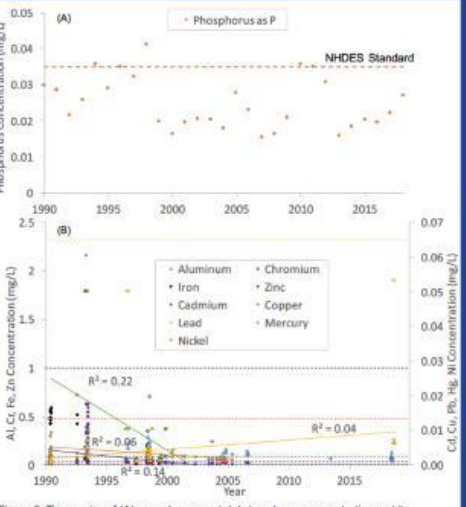 Phosphorus Concentration (mg/L)
0.05
0.04
0.03
0.02
0.01
0
(A)
Phosphorus as P
NHDES Standard
1990 1995 2000 2005 2010 2015
(B)
Al, Cr, Fe, Zn Concentration (mg/L)
2.5
2
1.5
1
0.5
0
Aluminum Chromium
Iron Zinc
Cadmium Copper
Lead Mercury
Nickel
R² = 0.22
R² = 0.06
R² = 0.14
R² = 0.04
0.07
0.06
0.05
0.04
0.03
0.02
0.01
0.00
Cd, Cu, Pb, Hg, Ni Concentration (mg/L)
1990 1995 2000 2005 2010 2015
Year